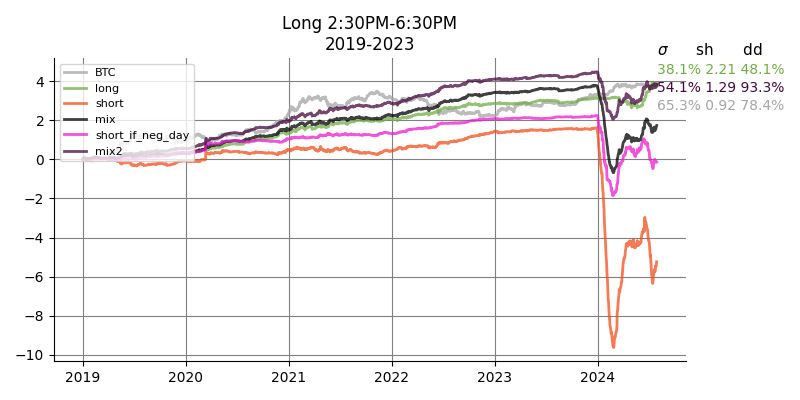 Long 2:30PM-6:30PM
2019-2023
σ sh dd
38.1% 2.21 48.1%
54.1% 1.29 93.3%
65.3% 0.92 78.4%
BTC
long
short
mix
short_if_neg_day
mix2
4
2
0
−2
−4
−6
−8
−10
2019 2020 2021 2022 2023 2024